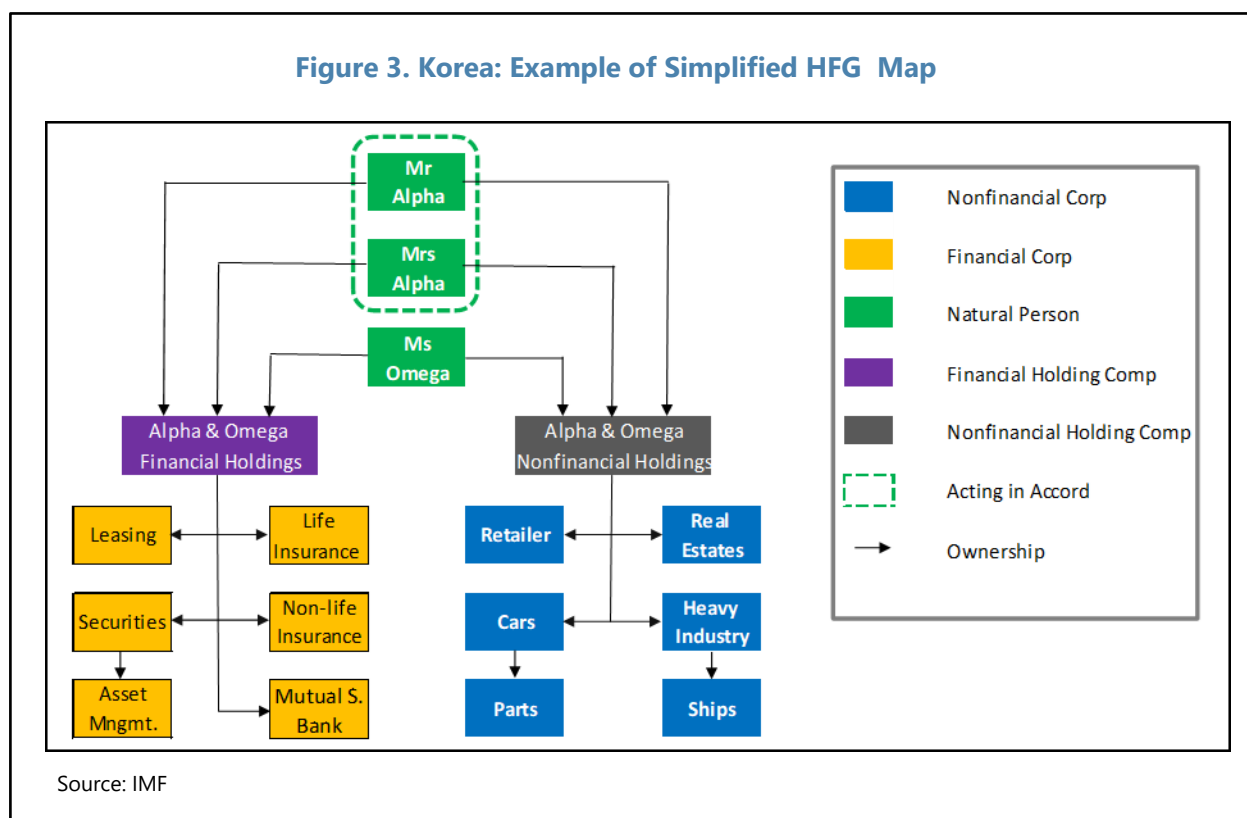 Figure 3. Korea: Example of Simplified HFG Map
Mr
Alpha
Mrs
Alpha
Ms
Omega
Alpha & Omega
Financial Holdings
Alpha & Omega
Nonfinancial Holdings
Leasing
Life
Insurance
Securities
Non-life
Insurance
Asset
Mngmt.
Mutual S.
Bank
Retailer
Real
Estates
Cars
Heavy
Industry
Parts
Ships
Nonfinancial Corp
Financial Corp
Natural Person
Financial Holding Comp
Nonfinancial Holding Comp
Acting in Accord
Ownership
Source: IMF